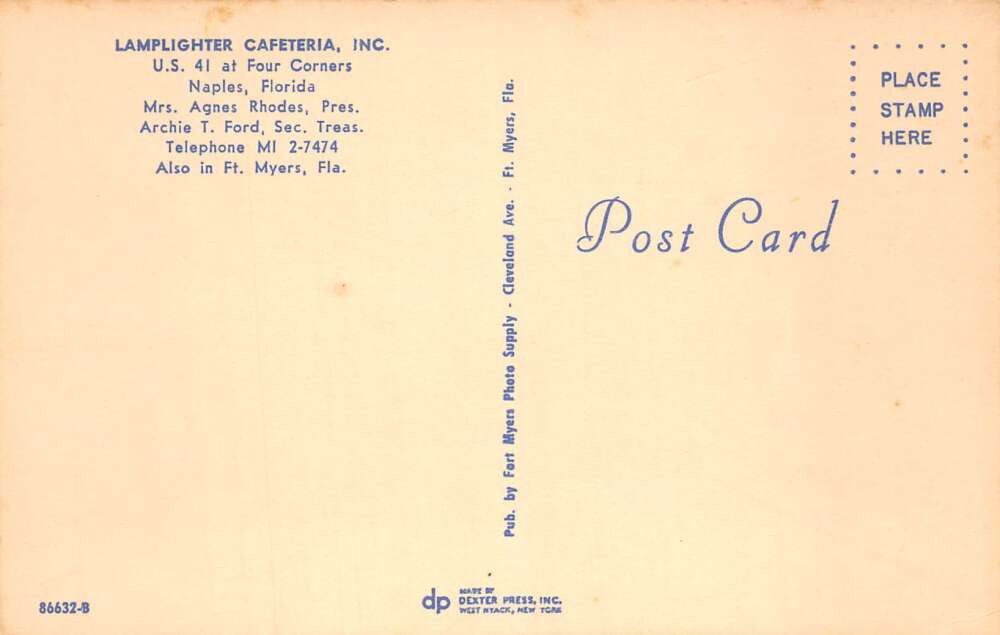 LAMPLIGHTER CAFETERIA, INC.
U.S. 41 at Four Corners
Naples, Florida
Mrs. Agnes Rhodes, Pres.
Archie T. Ford, Sec. Treas.
Telephone MI 2-7474
Also in Ft. Myers, Fla.
Pub. by Fort Myers Photo Supply - Cleveland Ave. - Ft. Myers, Fla.
PLACE
STAMP
HERE
Post Card
86632-B
dp
MADE BY
DEXTER PRESS, INC.
WEST NYACK, NEW YORK